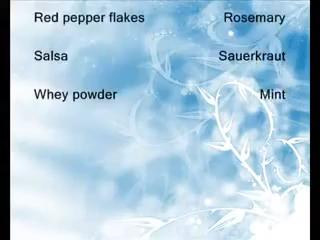 Red pepper flakes Rosemary
Salsa Sauerkraut
Whey powder Mint